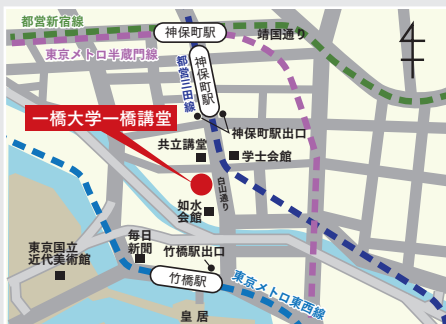 都営新宿線
神保町駅
靖国通り
東京メトロ半蔵門線
都営三田線
神保町駅
一橋大学一橋講堂
神保町駅出口
共立講堂
学士会館
白山通り
如水
会館
毎日
新聞
竹橋駅出口
東京国立
近代美術館
竹橋駅
東京メトロ東西線
皇居